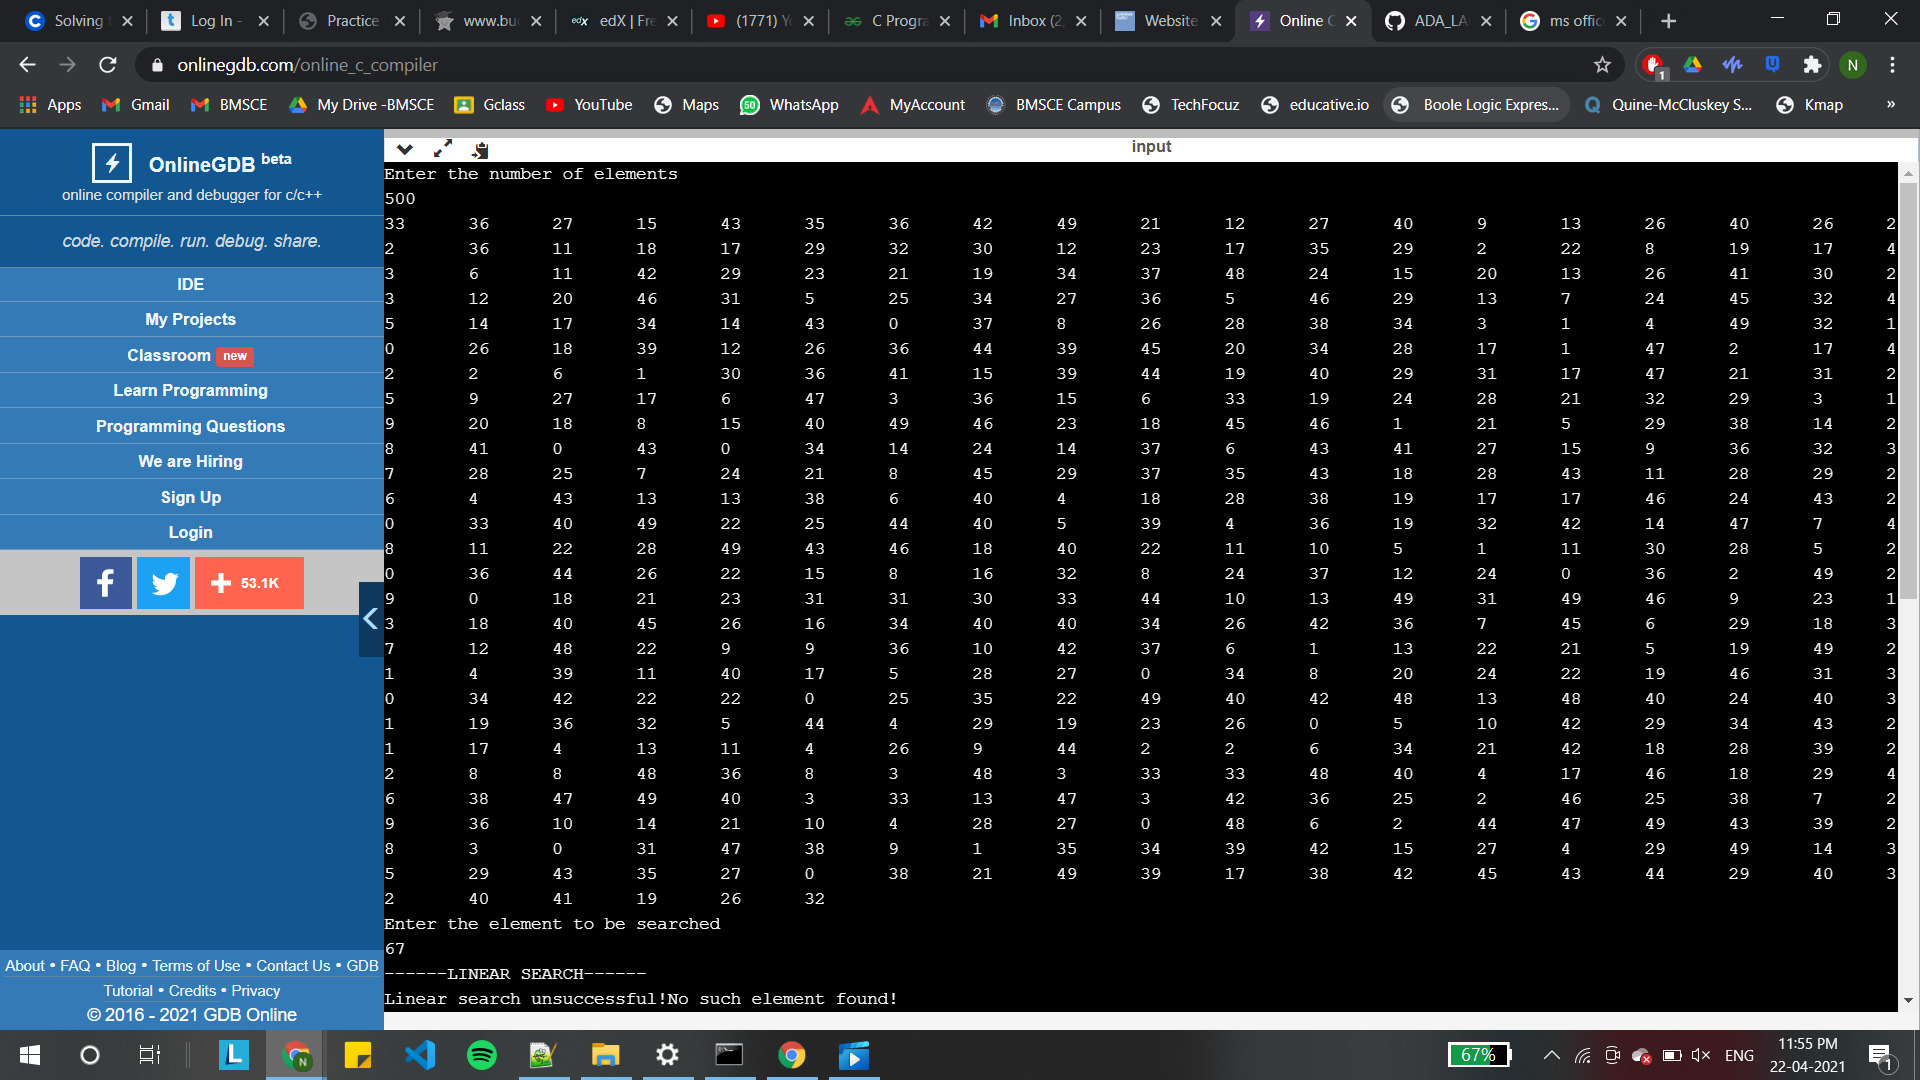 Solving
Log In -
Practice
www.bu
edX edX | Fre
(1771) Y
C Progra
Inbox (2,
Website
Online C
ADA_LA
ms offic
onlinegdb.com/online_c_compiler
1
N
Apps
Gmail
BMSCE
My Drive -BMSCE
Gclass
YouTube
Maps
50 WhatsApp
MyAccount
BMSCE Campus
TechFocuz
educative.io
Boole Logic Expres...
Quine-McCluskey S...
Kmap
»
OnlineGDB beta
online compiler and debugger for c/c++
code. compile. run. debug. share.
IDE
My Projects
Classroom new
Learn Programming
Programming Questions
We are Hiring
Sign Up
Login
53.1K
About • FAQ • Blog • Terms of Use • Contact Us • GDB
Tutorial • Credits • Privacy
© 2016 - 2021 GDB Online
input
Enter the number of elements
500
33 36 27 15 43 35 36 42 49 21 12 27 40 9 13 26 40 26 2
2 36 11 18 17 29 32 30 12 23 17 35 29 2 22 8 19 17 4
3 6 11 42 29 23 21 19 34 37 48 24 15 20 13 26 41 30 2
3 12 20 46 31 5 25 34 27 36 5 46 29 13 7 24 45 32 4
5 14 17 34 14 43 0 37 8 26 28 38 34 3 1 4 49 32 1
0 26 18 39 12 26 36 44 39 45 20 34 28 17 1 47 2 17 4
2 2 6 1 30 36 41 15 39 44 19 40 29 31 17 47 21 31 2
5 9 27 17 6 47 3 36 15 6 33 19 24 28 21 32 29 3 1
9 20 18 8 15 40 49 46 23 18 45 46 1 21 5 29 38 14 2
8 41 0 43 0 34 14 24 14 37 6 43 41 27 15 9 36 32 3
7 28 25 7 24 21 8 45 29 37 35 43 18 28 43 11 28 29 2
6 4 43 13 13 38 6 40 4 18 28 38 19 17 17 46 24 43 2
0 33 40 49 22 25 44 40 5 39 4 36 19 32 42 14 47 7 4
8 11 22 28 49 43 46 18 40 22 11 10 5 1 11 30 28 5 2
0 36 44 26 22 15 8 16 32 8 24 37 12 24 0 36 2 49 2
9 0 18 21 23 31 31 30 33 44 10 13 49 31 49 46 9 23 1
3 18 40 45 26 16 34 40 40 34 26 42 36 7 45 6 29 18 3
7 12 48 22 9 9 36 10 42 37 6 1 13 22 21 5 19 49 2
1 4 39 11 40 17 5 28 27 0 34 8 20 24 22 19 46 31 3
0 34 42 22 22 0 25 35 22 49 40 42 48 13 48 40 24 40 3
1 19 36 32 5 44 4 29 19 23 26 0 5 10 42 29 34 43 2
1 17 4 13 11 4 26 9 44 2 2 6 34 21 42 18 28 39 2
2 8 8 48 36 8 3 48 3 33 33 48 40 4 17 46 18 29 4
6 38 47 49 40 3 33 13 47 3 42 36 25 2 46 25 38 7 2
9 36 10 14 21 10 4 28 27 0 48 6 2 44 47 49 43 39 2
8 3 0 31 47 38 9 1 35 34 39 42 15 27 4 29 49 14 3
5 29 43 35 27 0 38 21 49 39 17 38 42 45 43 44 29 40 3
2 40 41 19 26 32
Enter the element to be searched
67
------LINEAR SEARCH------
Linear search unsuccessful!No such element found!
67%
ENG
11:55 PM
22-04-2021
1